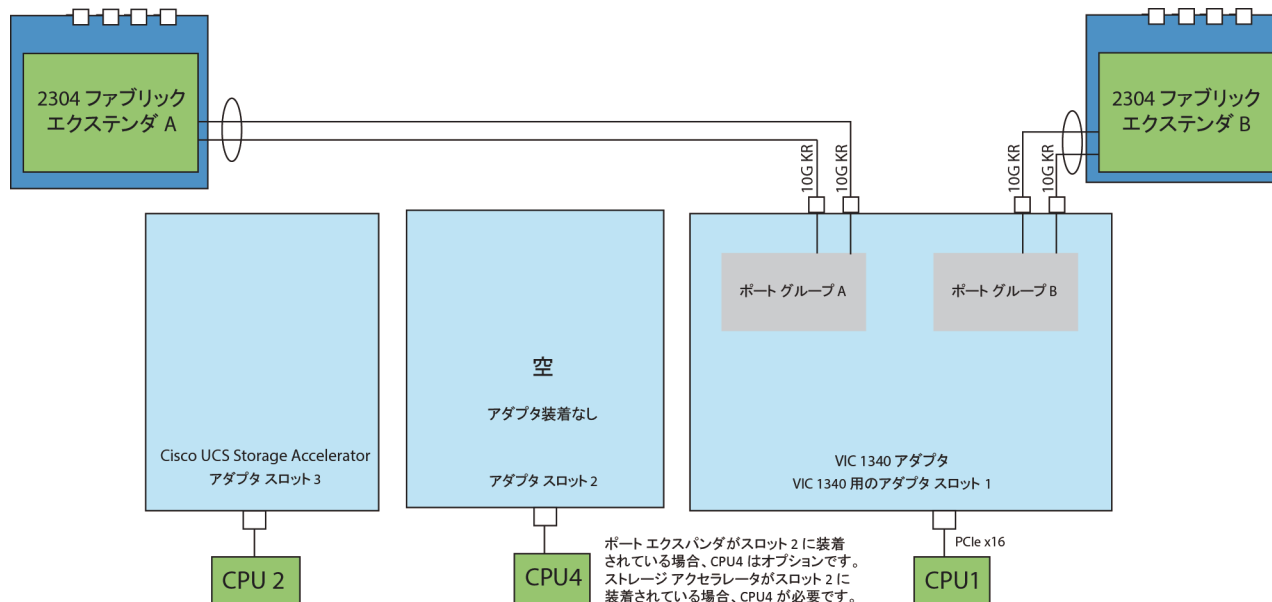 2304 ファブリック
エクステンダ A
2304 ファブリック
エクステンダ B
10G KR
10G KR
10G KR
10G KR
ポート グループ A
ポート グループ B
空
アダプタ装着なし
Cisco UCS Storage Accelerator
アダプタ スロット 3
アダプタ スロット 2
VIC 1340 アダプタ
VIC 1340 用のアダプタ スロット 1
PCIe x16
CPU 2
CPU4
ポート エクスパンダがスロット 2 に装着
されている場合、CPU4 はオプションです。
ストレージ アクセラレータがスロット 2 に
装着されている場合、CPU4 が必要です。
CPU1